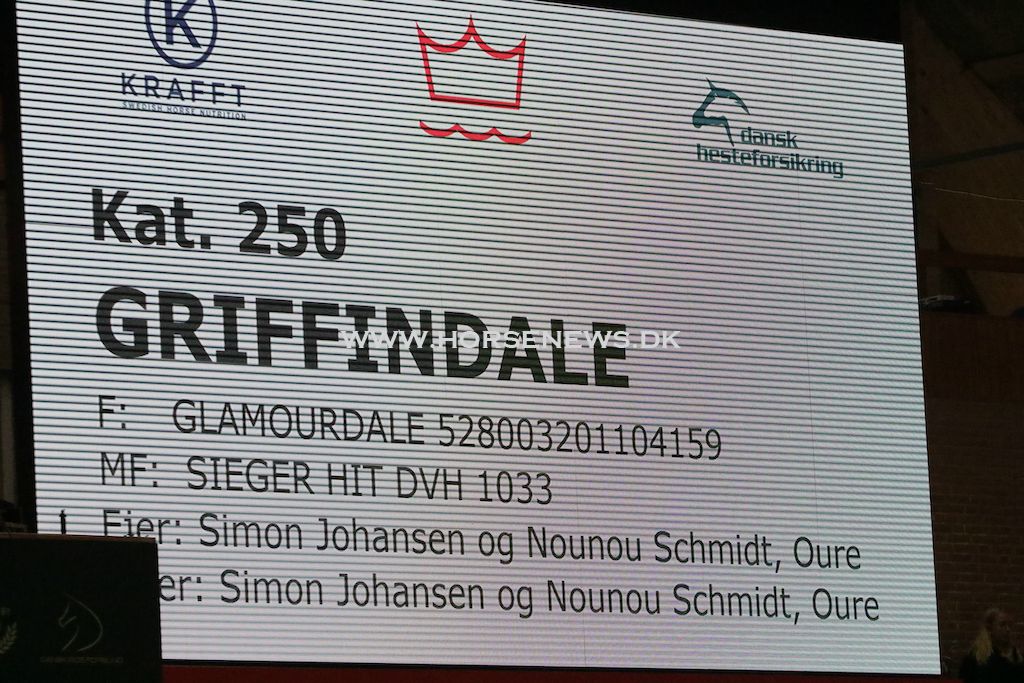 K
KRAFFT
SWEDISH HORSE NUTRITION
dansk
hesteforsikring
Kat. 250
GRIFFINDALE
WWW.HORSENEWS.DK
F: GLAMOURDALE 528003201104159
MF: SIEGER HIT DVH 1033
Ejer: Simon Johansen og Nounou Schmidt, Oure
er: Simon Johansen og Nounou Schmidt, Oure